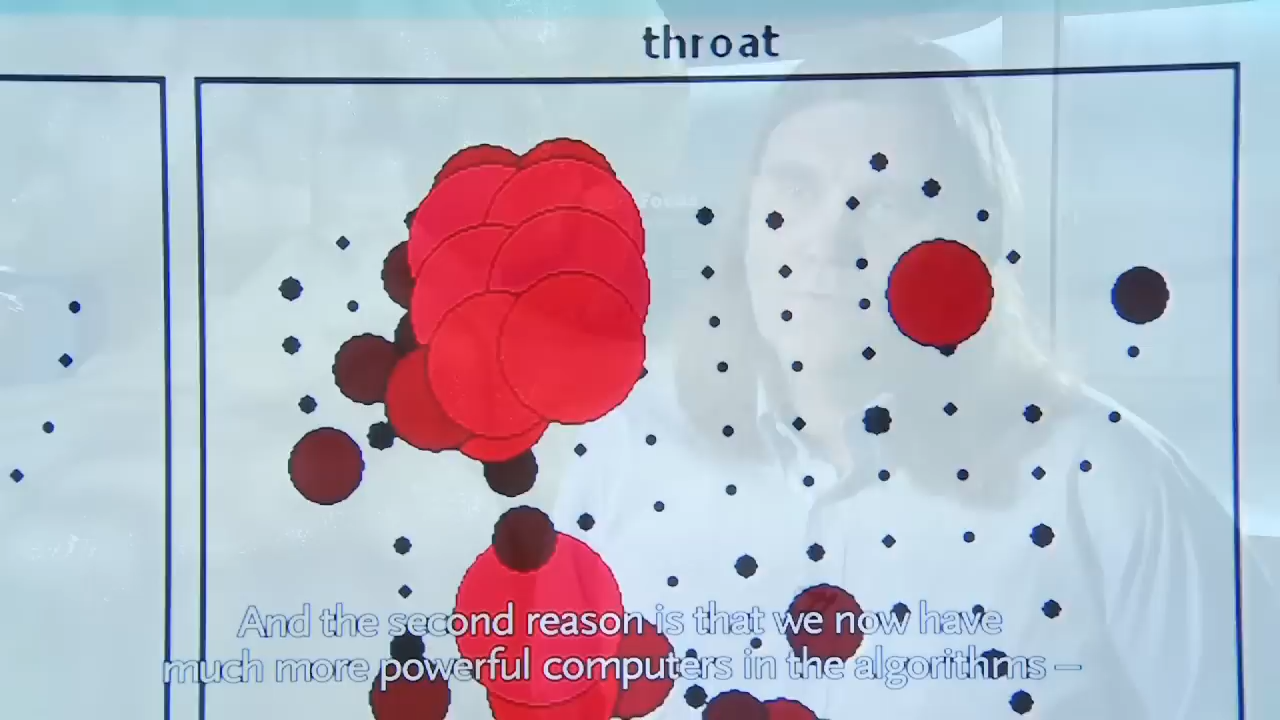 throat
And the second reason is that we now have
much more powerful computers in the algorithms –